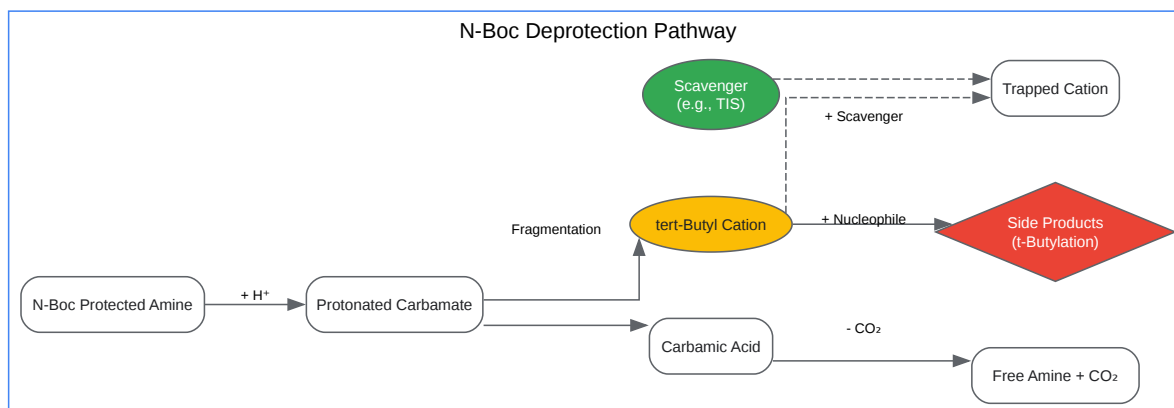 N-Boc Deprotection Pathway
Scavenger
(e.g., TIS)
Trapped Cation
+ Scavenger
Fragmentation
tert-Butyl Cation
+ Nucleophile
Side Products
(t-Butylation)
N-Boc Protected Amine
+ H⁺
Protonated Carbamate
Carbamic Acid
- CO₂
Free Amine + CO₂